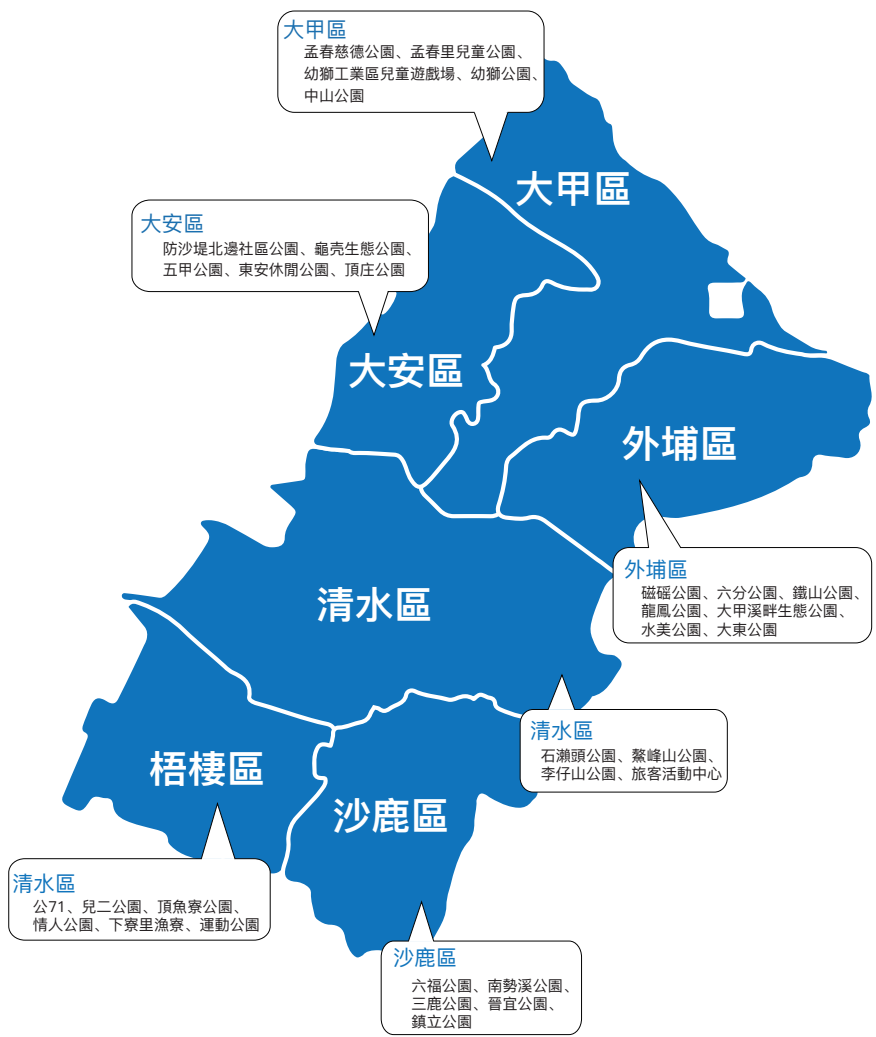 大甲區
孟春慈德公園、孟春里兒童公園、
幼獅工業區兒童遊戲場、幼獅公園、
中山公園
大甲區
大安區
防沙堤北邊社區公園、龜壳生態公園、
五甲公園、東安休閒公園、頂庄公園
大安區
外埔區
外埔區
磁磘公園、六分公園、鐵山公園、
龍鳳公園、大甲溪畔生態公園、
水美公園、大東公園
清水區
清水區
石瀨頭公園、鰲峰山公園、
李仔山公園、旅客活動中心
梧棲區
沙鹿區
清水區
公71、兒二公園、頂魚寮公園、
情人公園、下寮里漁寮、運動公園
沙鹿區
六福公園、南勢溪公園、
三鹿公園、晉宜公園、
鎮立公園